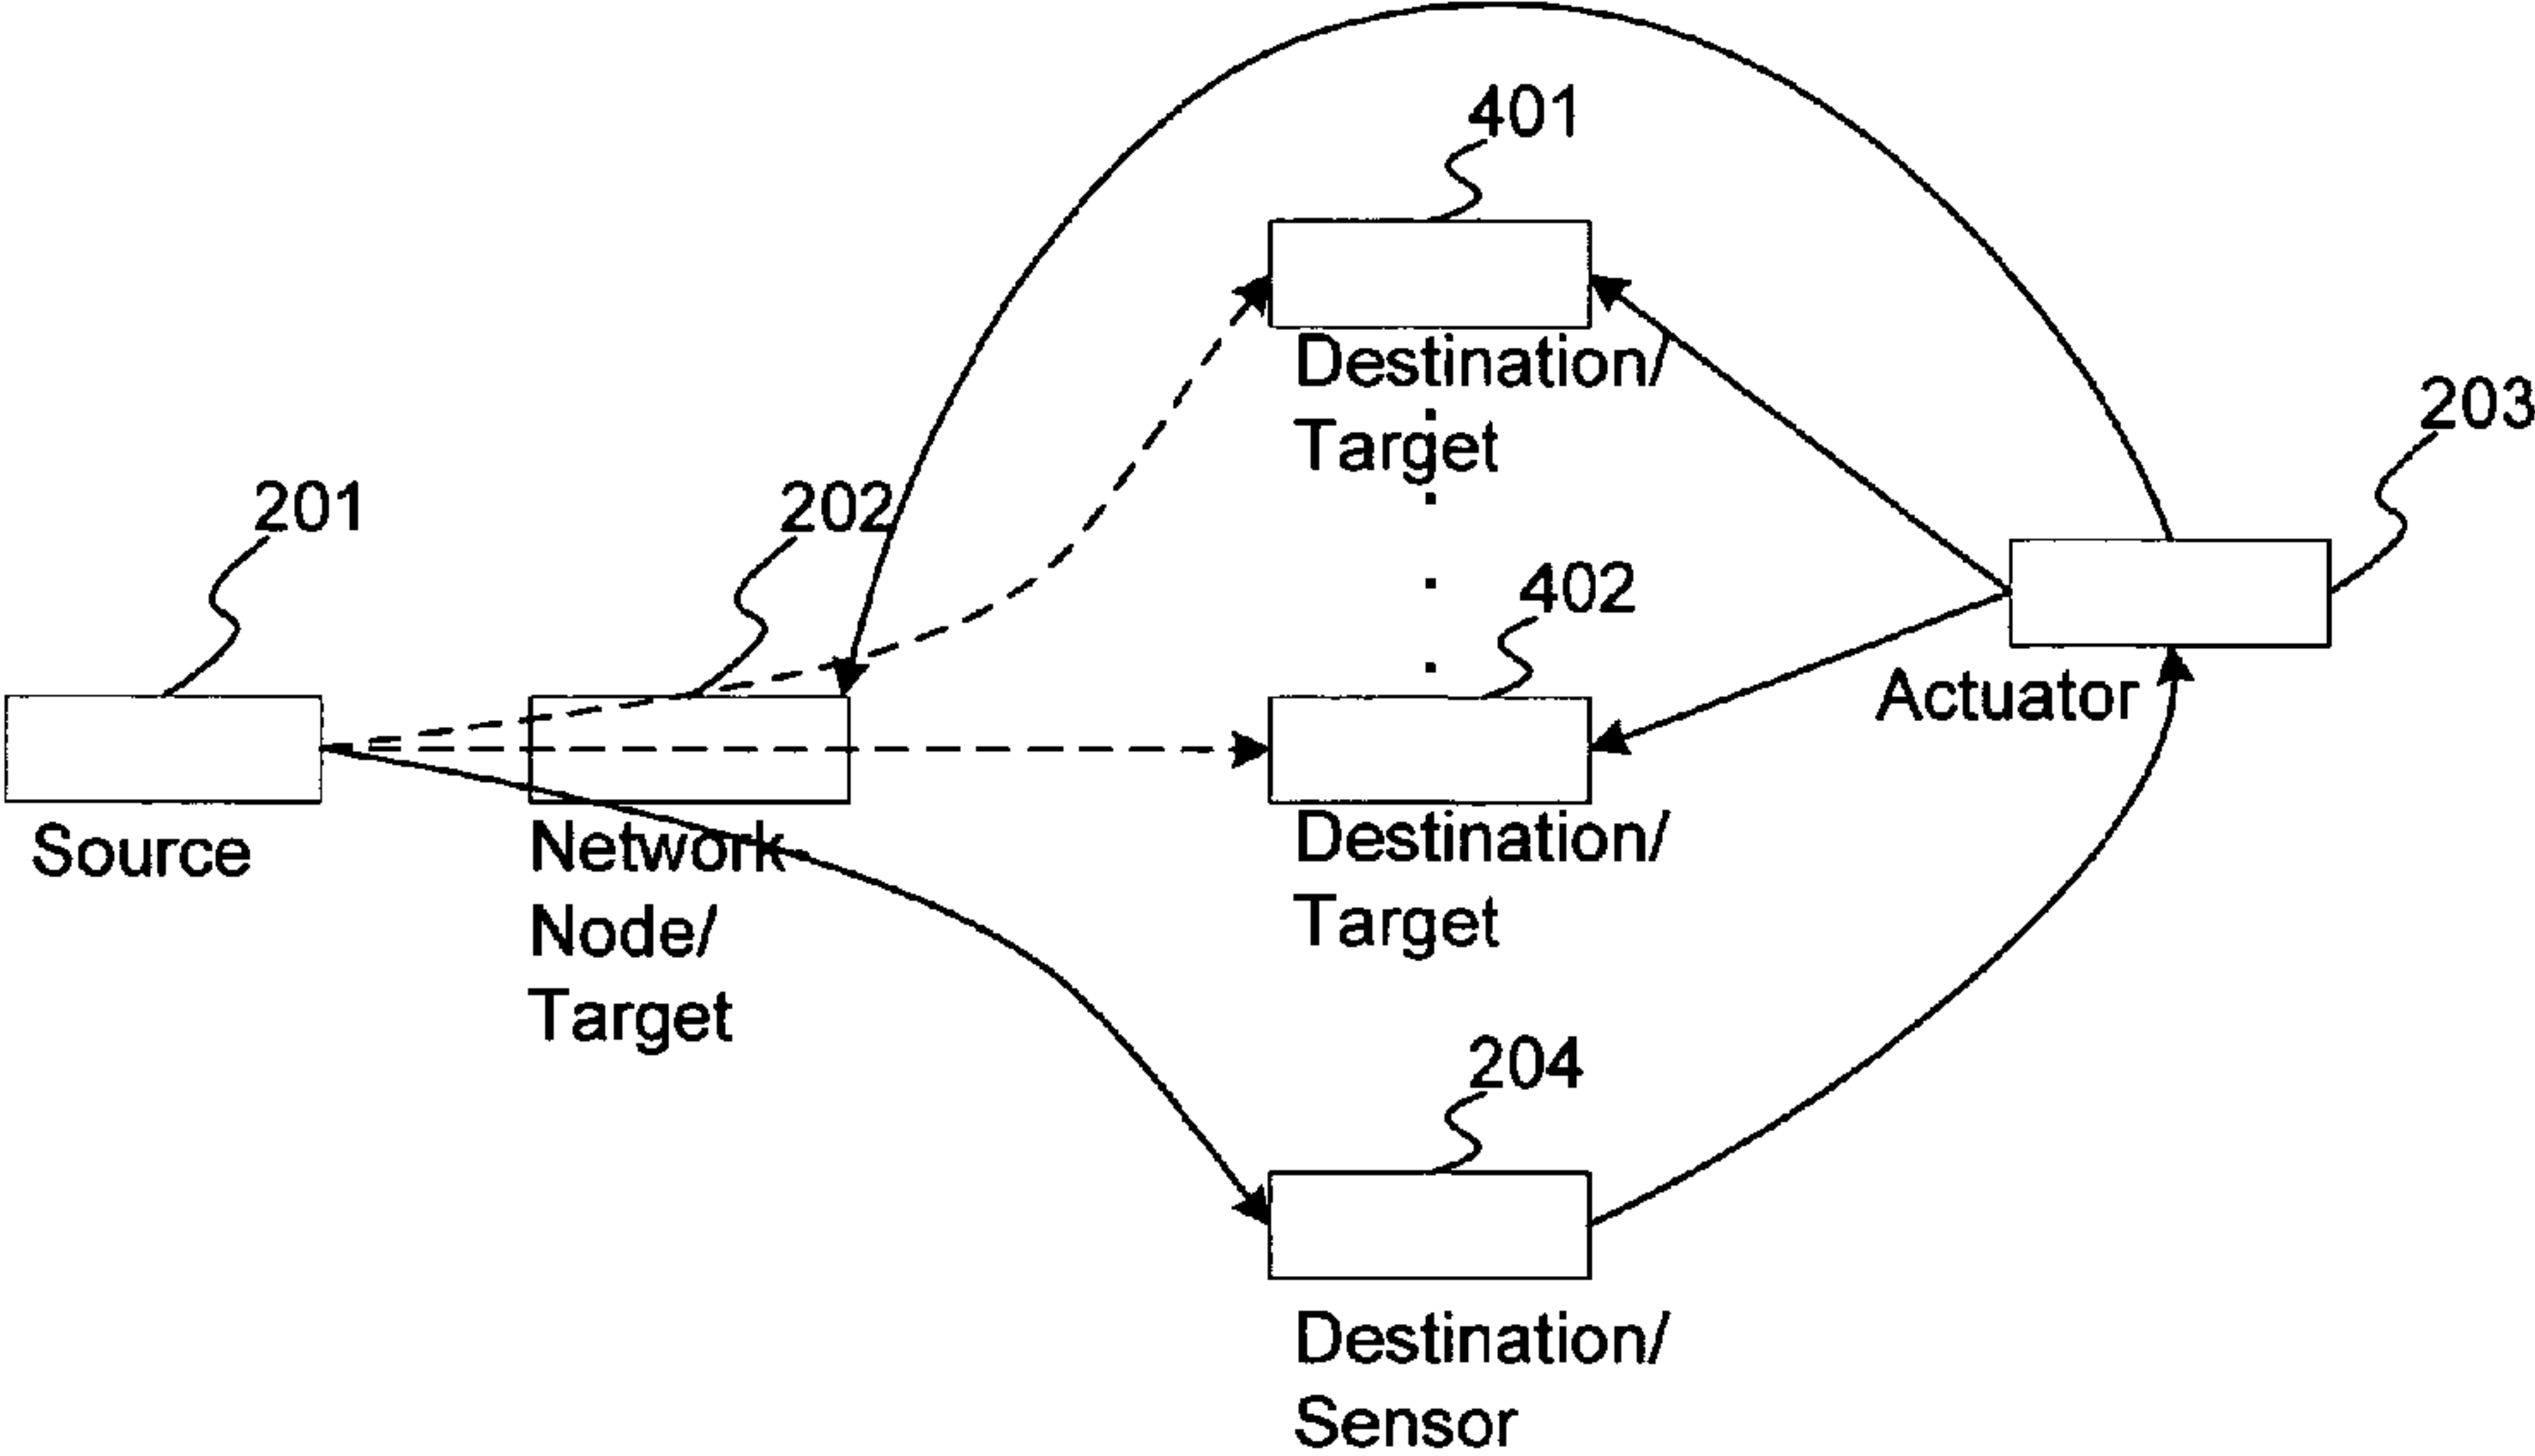 401
Destination/
Target
203
201
202
402
Actuator
Source
Network
Node/
Target
Destination/
Target
204
Destination/
Sensor